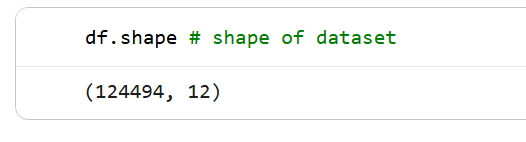 df.shape # shape of dataset
(124494, 12)